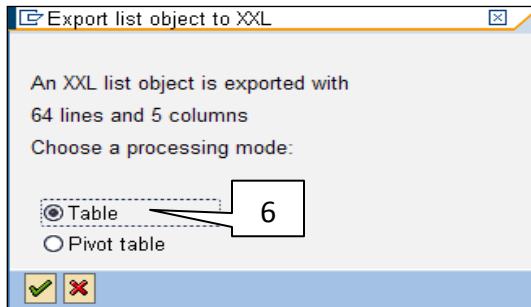 Export list object to XXL
An XXL list object is exported with
64 lines and 5 columns
Choose a processing mode:
Table
6
Pivot table